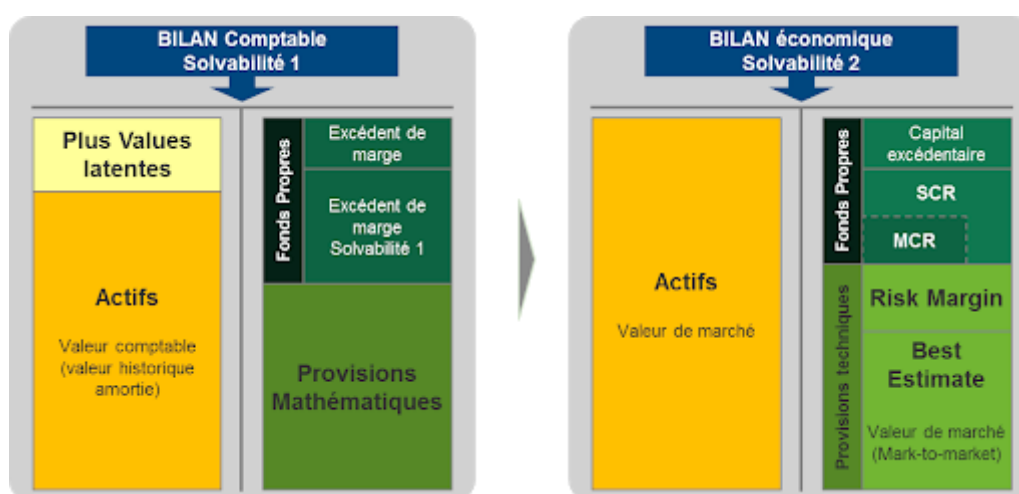 BILAN Comptable
Solvabilité 1
Plus Values
latentes
Actifs
Valeur comptable
(valeur historique
amortie)
Fonds Propres
Excédent de
marge
Excédent de
marge
Solvabilité 1
Provisions
Mathématiques
BILAN économique
Solvabilité 2
Actifs
Valeur de marché
Fonds Propres
Capital
excédentaire
SCR
MCR
Provisions techniques
Risk Margin
Best
Estimate
Valeur de marché
(Mark-to-market)